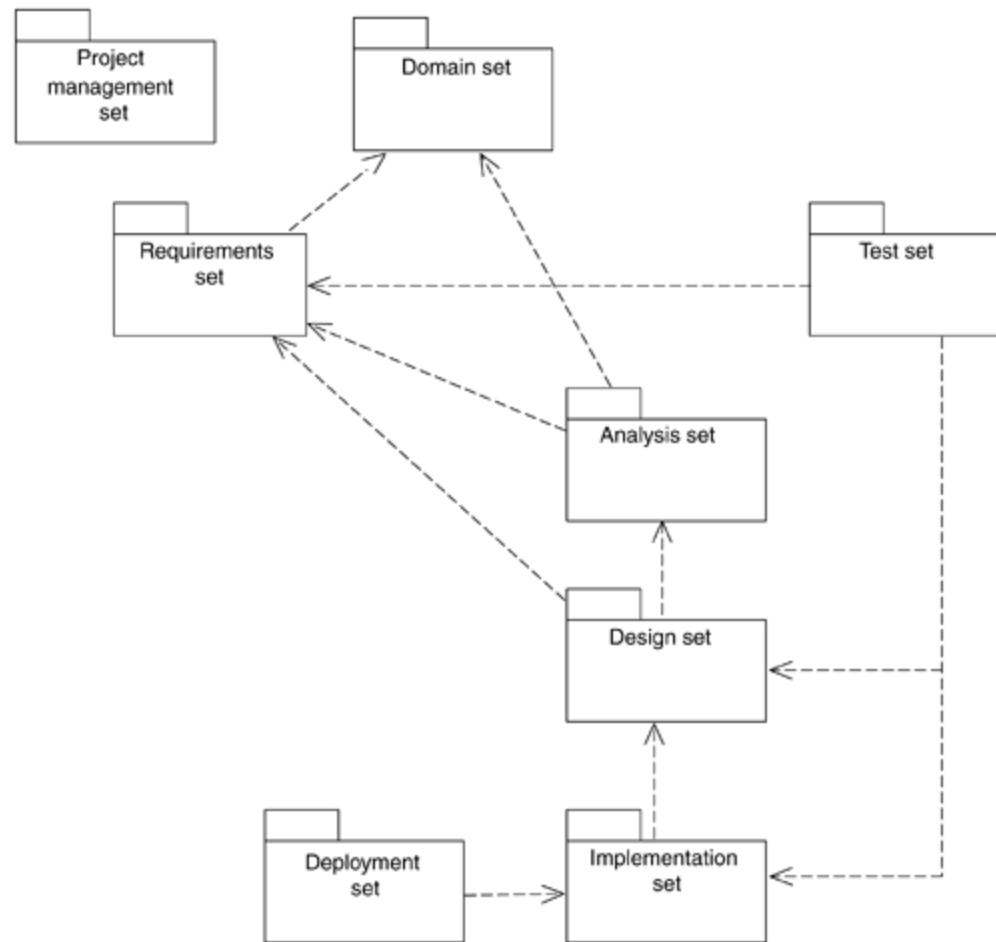 Project
management
set
Domain set
Requirements
set
Test set
Analysis set
Design set
Deployment
set
Implementation
set